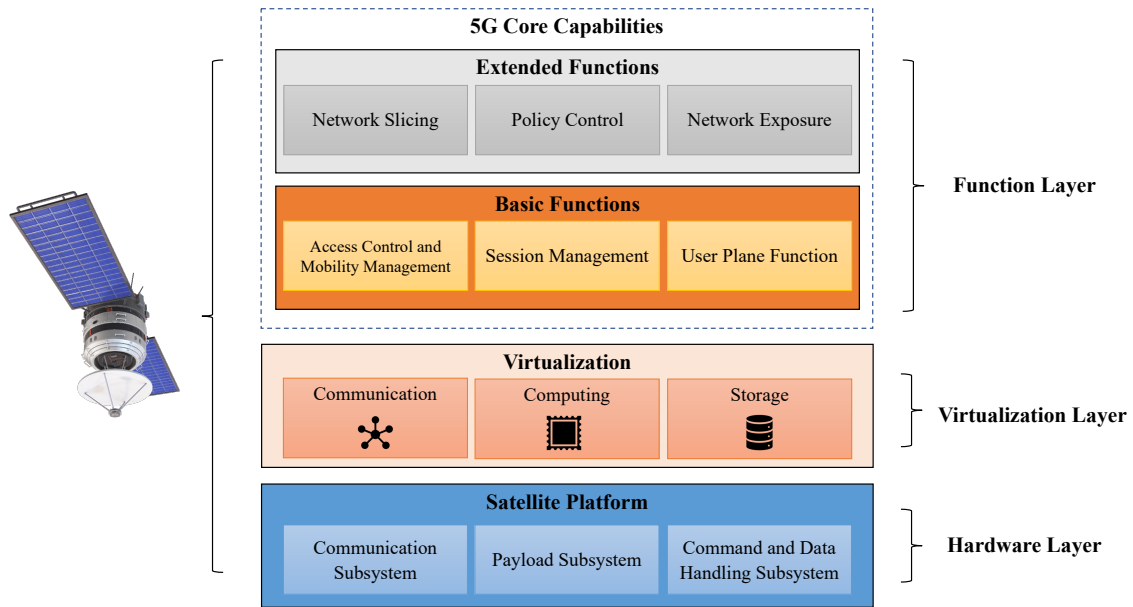 5G Core Capabilities
Extended Functions
Network Slicing
Policy Control
Network Exposure
Function Layer
Basic Functions
Access Control and
Mobility Management
Session Management
User Plane Function
Virtualization
Communication
Computing
Storage
Virtualization Layer
Satellite Platform
Communication
Subsystem
Payload Subsystem
Command and Data
Handling Subsystem
Hardware Layer